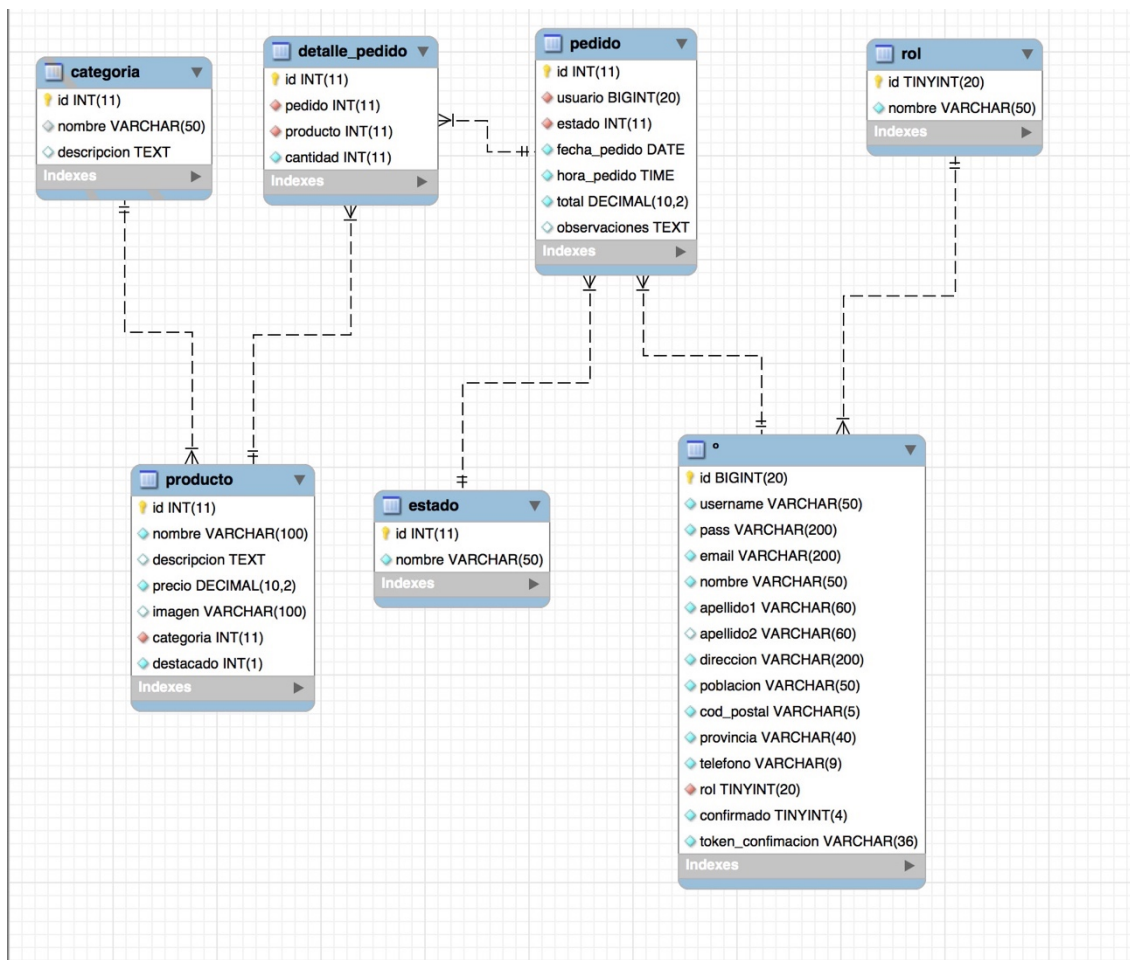 categoria
id INT(11)
nombre VARCHAR(50)
descripcion TEXT
Indexes
detalle_pedido
id INT(11)
pedido INT(11)
producto INT(11)
cantidad INT(11)
Indexes
pedido
id INT(11)
usuario BIGINT(20)
estado INT(11)
fecha_pedido DATE
hora_pedido TIME
total DECIMAL(10,2)
observaciones TEXT
Indexes
rol
id TINYINT(20)
nombre VARCHAR(50)
Indexes
producto
id INT(11)
nombre VARCHAR(100)
descripcion TEXT
precio DECIMAL(10,2)
imagen VARCHAR(100)
categoria INT(11)
destacado INT(1)
Indexes
estado
id INT(11)
nombre VARCHAR(50)
Indexes
º
id BIGINT(20)
username VARCHAR(50)
pass VARCHAR(200)
email VARCHAR(200)
nombre VARCHAR(50)
apellido1 VARCHAR(60)
apellido2 VARCHAR(60)
direccion VARCHAR(200)
poblacion VARCHAR(50)
cod_postal VARCHAR(5)
provincia VARCHAR(40)
telefono VARCHAR(9)
rol TINYINT(20)
confirmado TINYINT(4)
token_confimacion VARCHAR(36)
Indexes